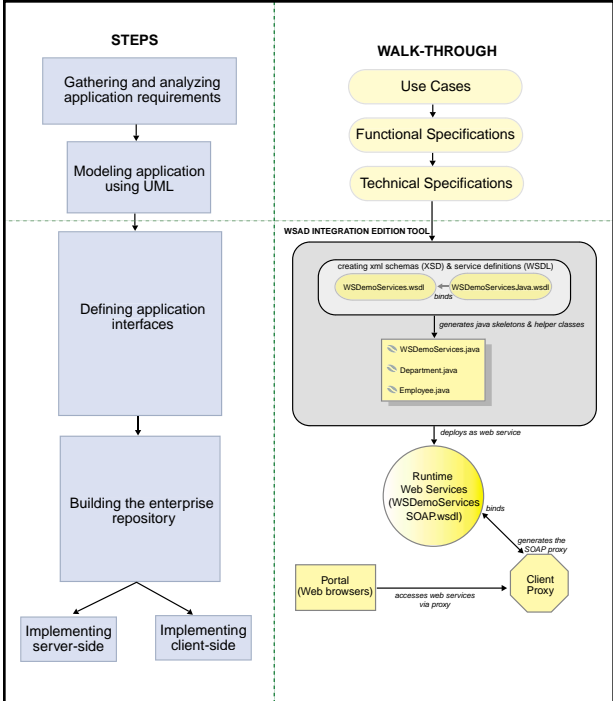 STEPS
Gathering and analyzing
application requirements
Modeling application
using UML
Defining application
interfaces
Building the enterprise
repository
Implementing
server-side
Implementing
client-side
WALK-THROUGH
Use Cases
Functional Specifications
Technical Specifications
WSAD INTEGRATION EDITION TOOL
creating xml schemas (XSD) & service definitions (WSDL)
WSDemoServices.wsdl
binds
WSDemoServicesJava.wsdl
generates java skeletons & helper classes
WSDemoServices.java
Department.java
Employee.java
deploys as web service
Runtime
Web Services
(WSDemoServices
SOAP.wsdl)
binds
generates the
SOAP proxy
Portal
(Web browsers)
accesses web services
via proxy
Client
Proxy